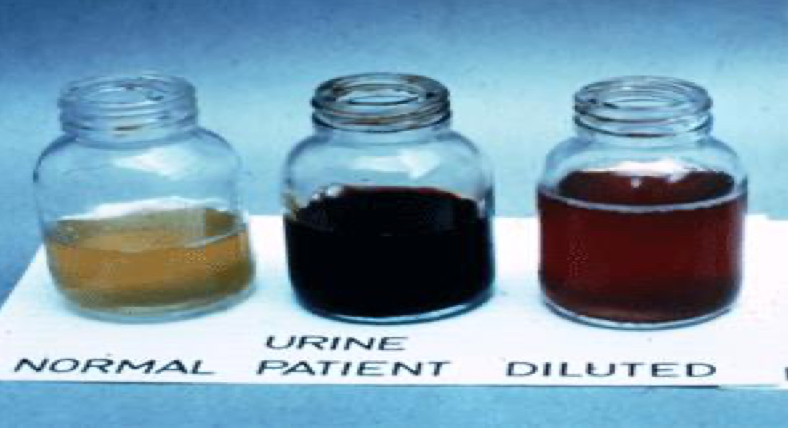 URINE
NORMAL PATIENT DILUTED